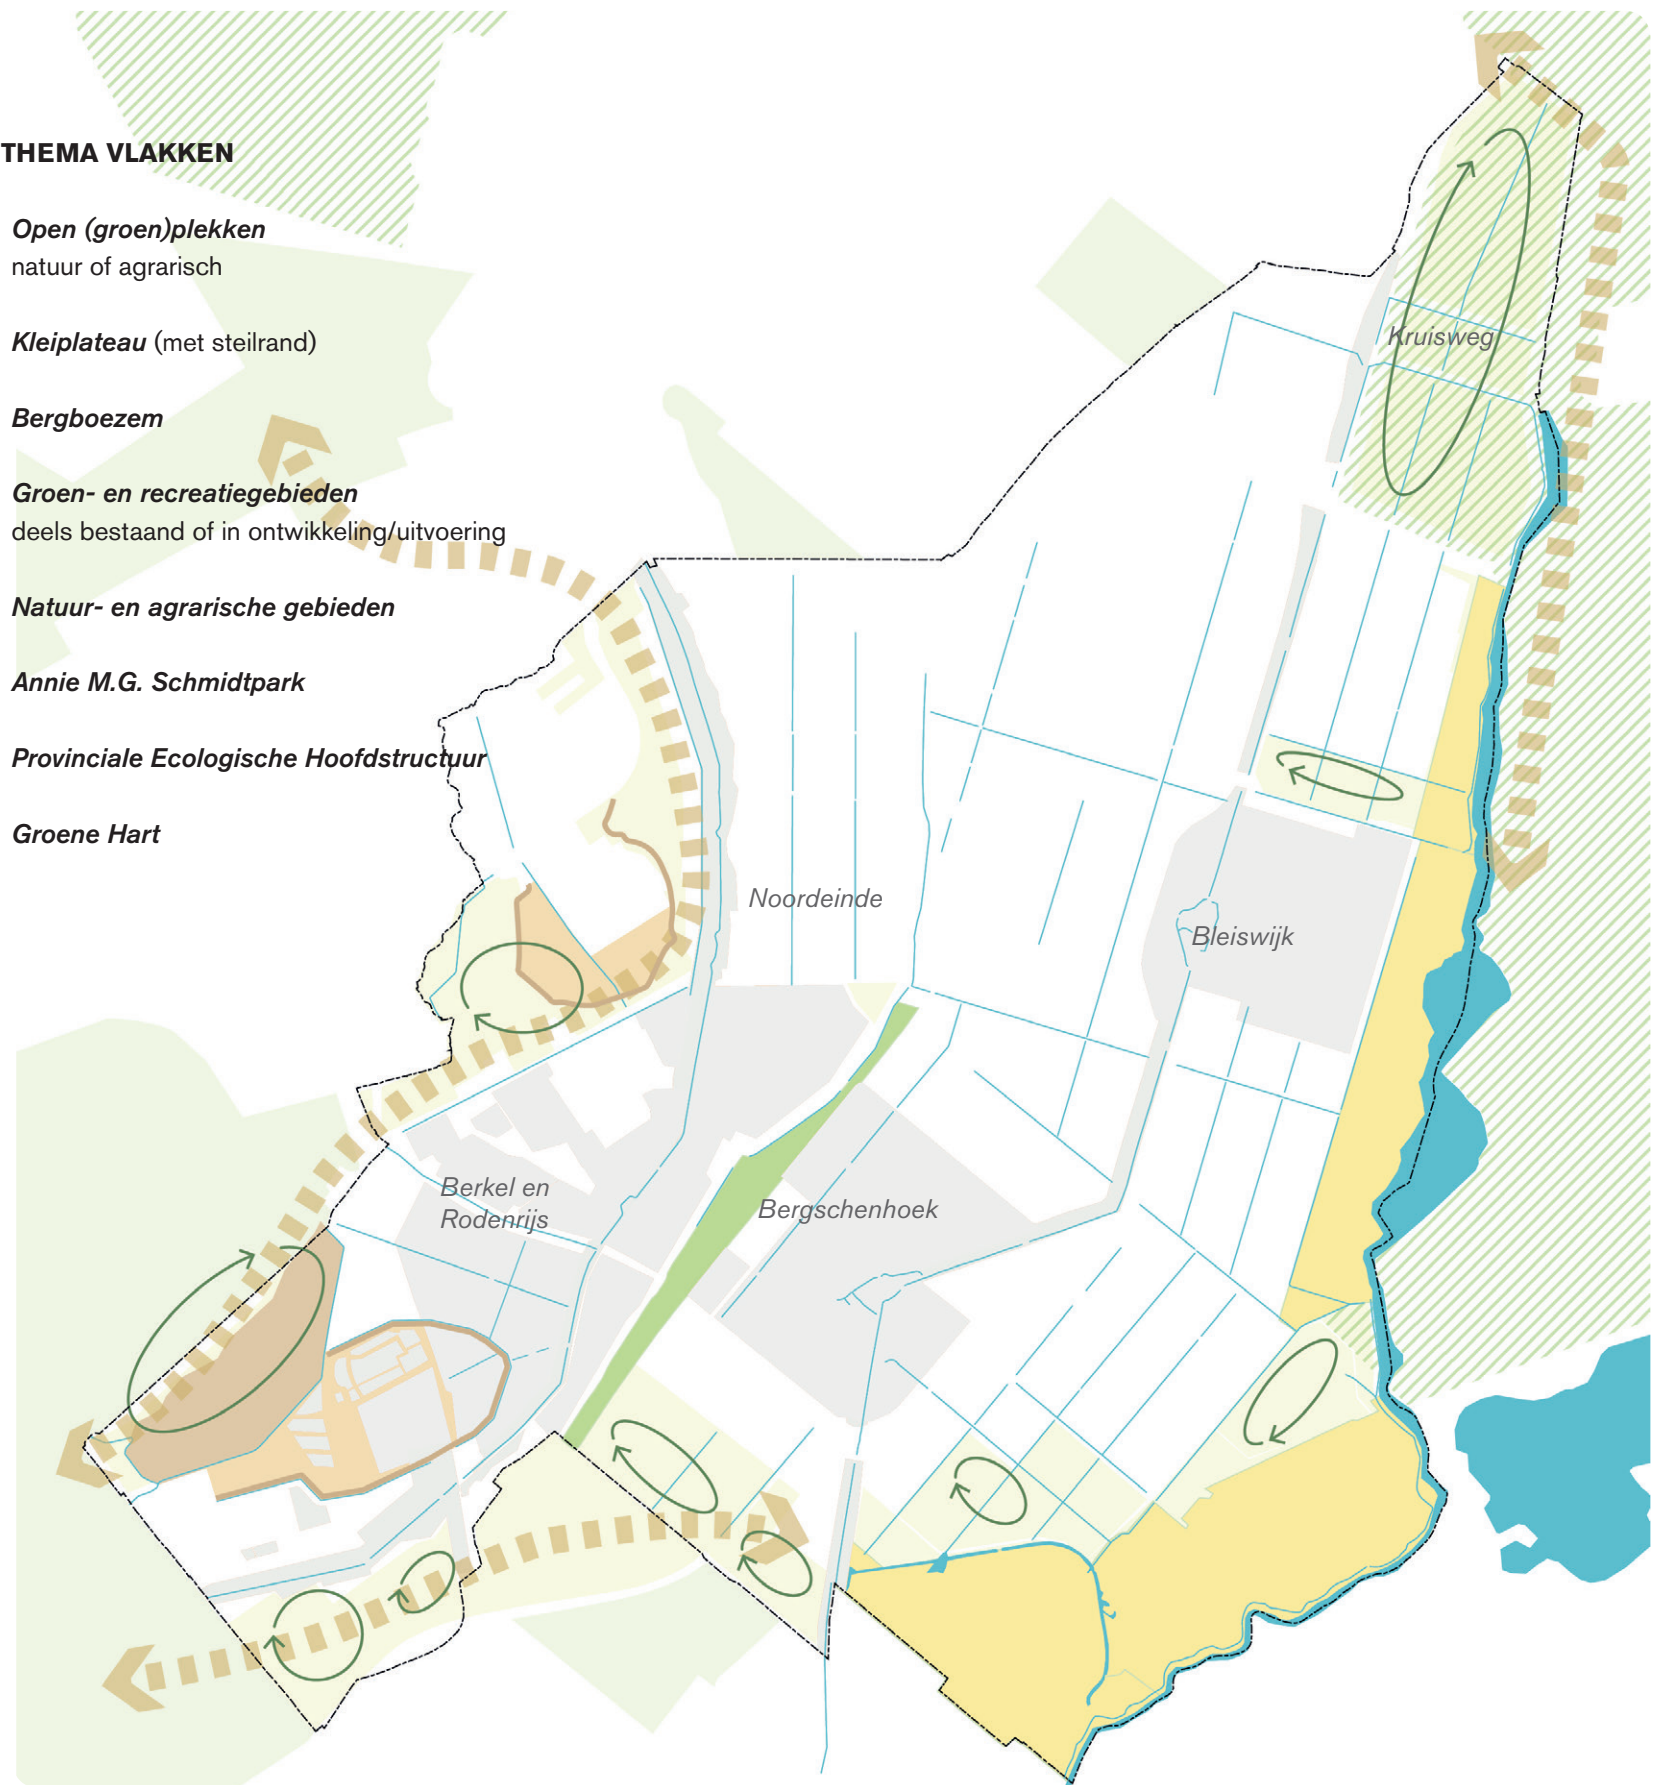 THEMA VLAKKEN
Open (groen)plekken
natuur of agrarisch
Kleiplateau (met steilrand)
Bergboezem
Groen- en recreatiegebieden
deels bestaand of in ontwikkeling/uitvoering
Natuur- en agrarische gebieden
Annie M.G. Schmidtpark
Provinciale Ecologische Hoofdstructuur
Groene Hart
Kruisweg
Noordeinde
Bleiswijk
Berkel en
Rodenrijs
Bergschenhoek